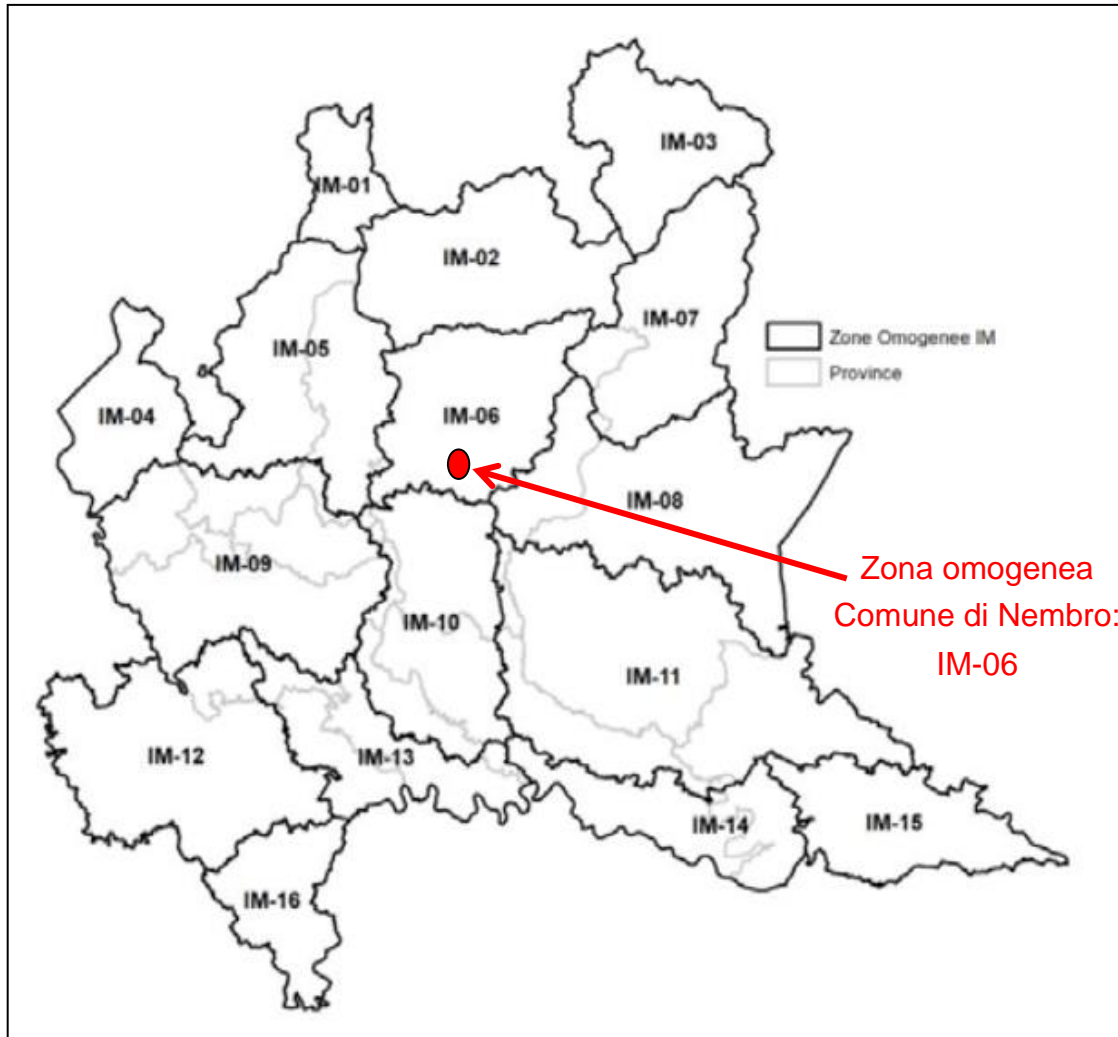 IM-03
IM-01
IM-02
IM-07
Zone Omogenee IM
Province
IM-05
IM-04
IM-06
IM-08
IM-09
Zona omogenea
Comune di Nembro:
IM-06
IM-10
IM-11
IM-12
IM-13
IM-14
IM-15
IM-16